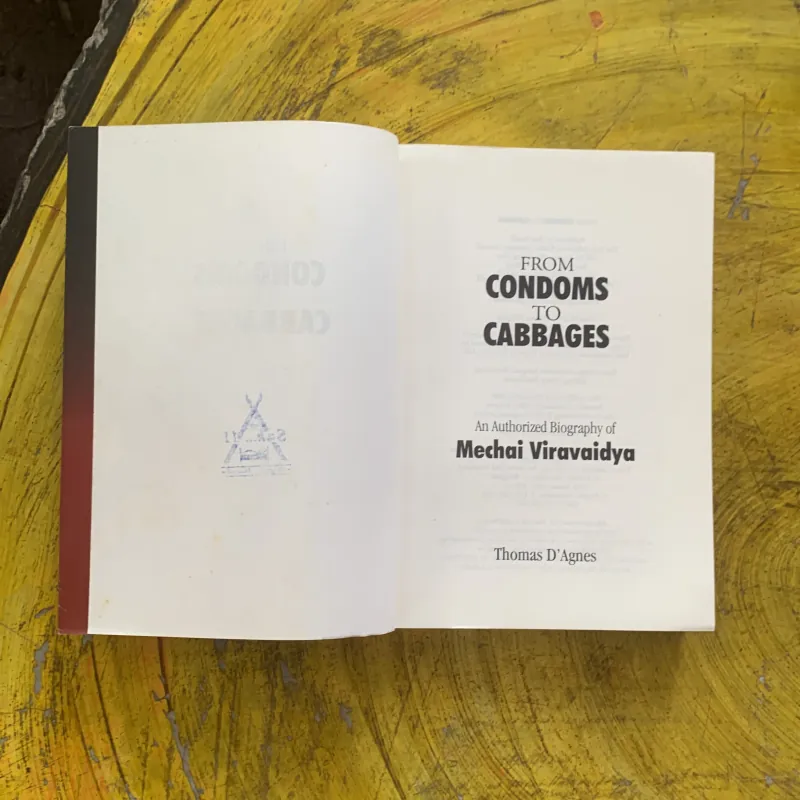 FROM
CONDOMS
TO
CABBAGES
An Authorized Biography of
Mechai Viravaidya
Thomas D'Agnes